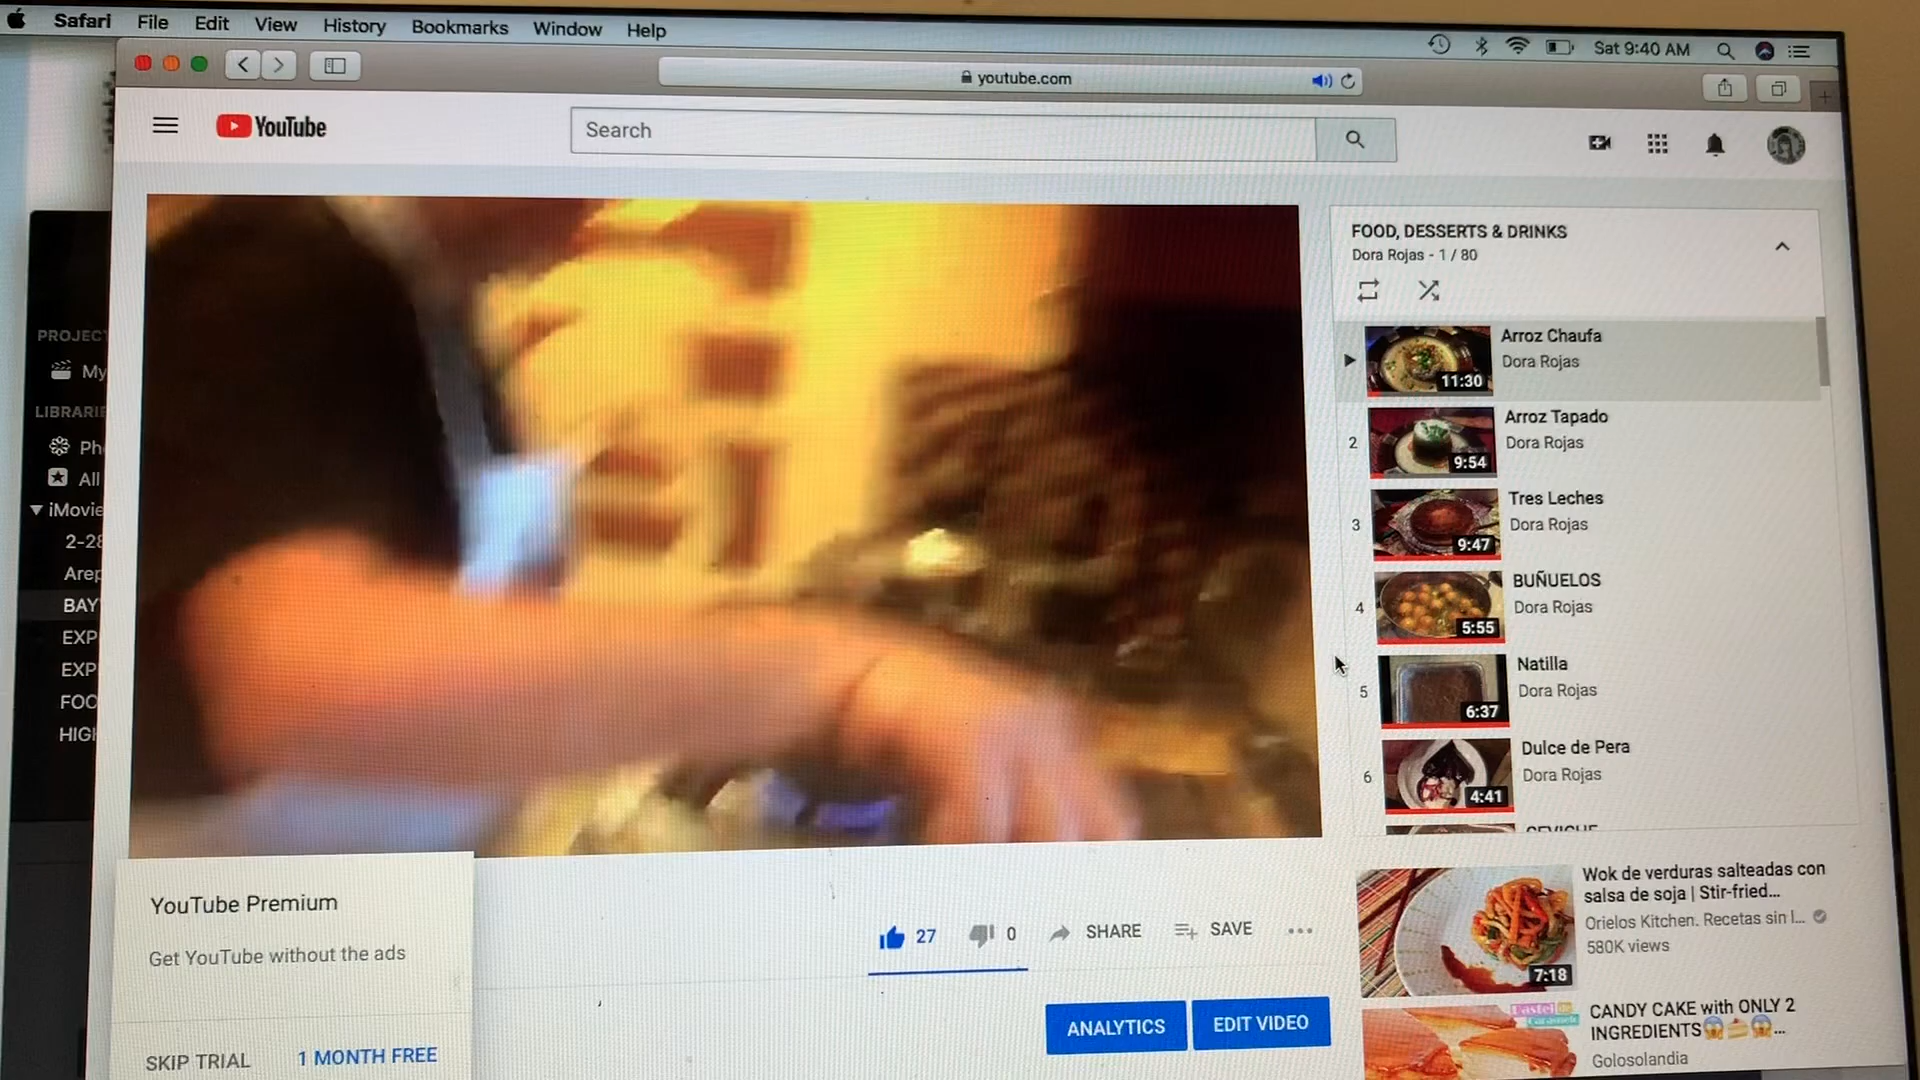 Safari File Edit View History Bookmarks Window Help
Sat 9:40 AM
youtube.com
YouTube
Search
PROJECT
My
LIBRARIE
Ph
All
iMovie
2-28
Arep
BAY
EXP
EXP
FOO
HIGH
FOOD, DESSERTS & DRINKS
Dora Rojas - 1 / 80
Arroz Chaufa
Dora Rojas
11:30
2
Arroz Tapado
Dora Rojas
9:54
3
Tres Leches
Dora Rojas
9:47
4
BUÑUELOS
Dora Rojas
5:55
5
Natilla
Dora Rojas
6:37
6
Dulce de Pera
Dora Rojas
4:41
CEVICHE
YouTube Premium
Get YouTube without the ads
SKIP TRIAL
1 MONTH FREE
27 0 SHARE SAVE
ANALYTICS EDIT VIDEO
Wok de verduras salteadas con
salsa de soja | Stir-fried...
Orielos Kitchen. Recetas sin l...
580K views
7:18
CANDY CAKE with ONLY 2
INGREDIENTS😱🍰😱...
Golosolandia